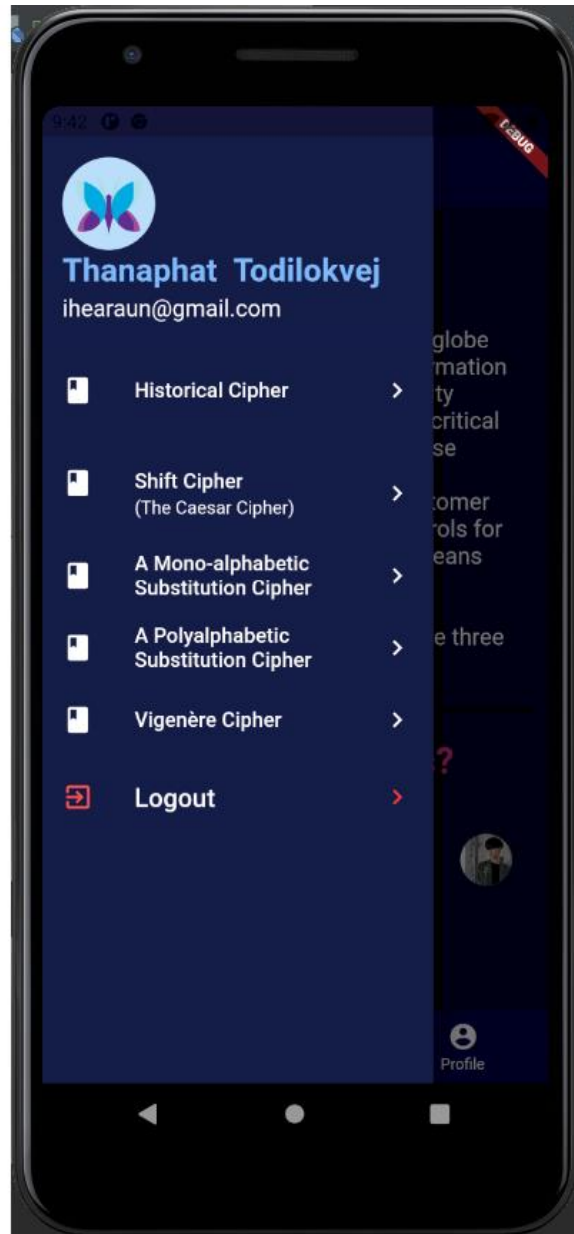 9:42
DEBUG
Thanaphat Todilokvej
ihearaun@gmail.com
globe
rmation
ty
critical
se
Historical Cipher
Shift Cipher
(The Caesar Cipher)
tomer
rols for
eans
A Mono-alphabetic
Substitution Cipher
A Polyalphabetic
Substitution Cipher
e three
Vigenère Cipher
?
Logout
Profile